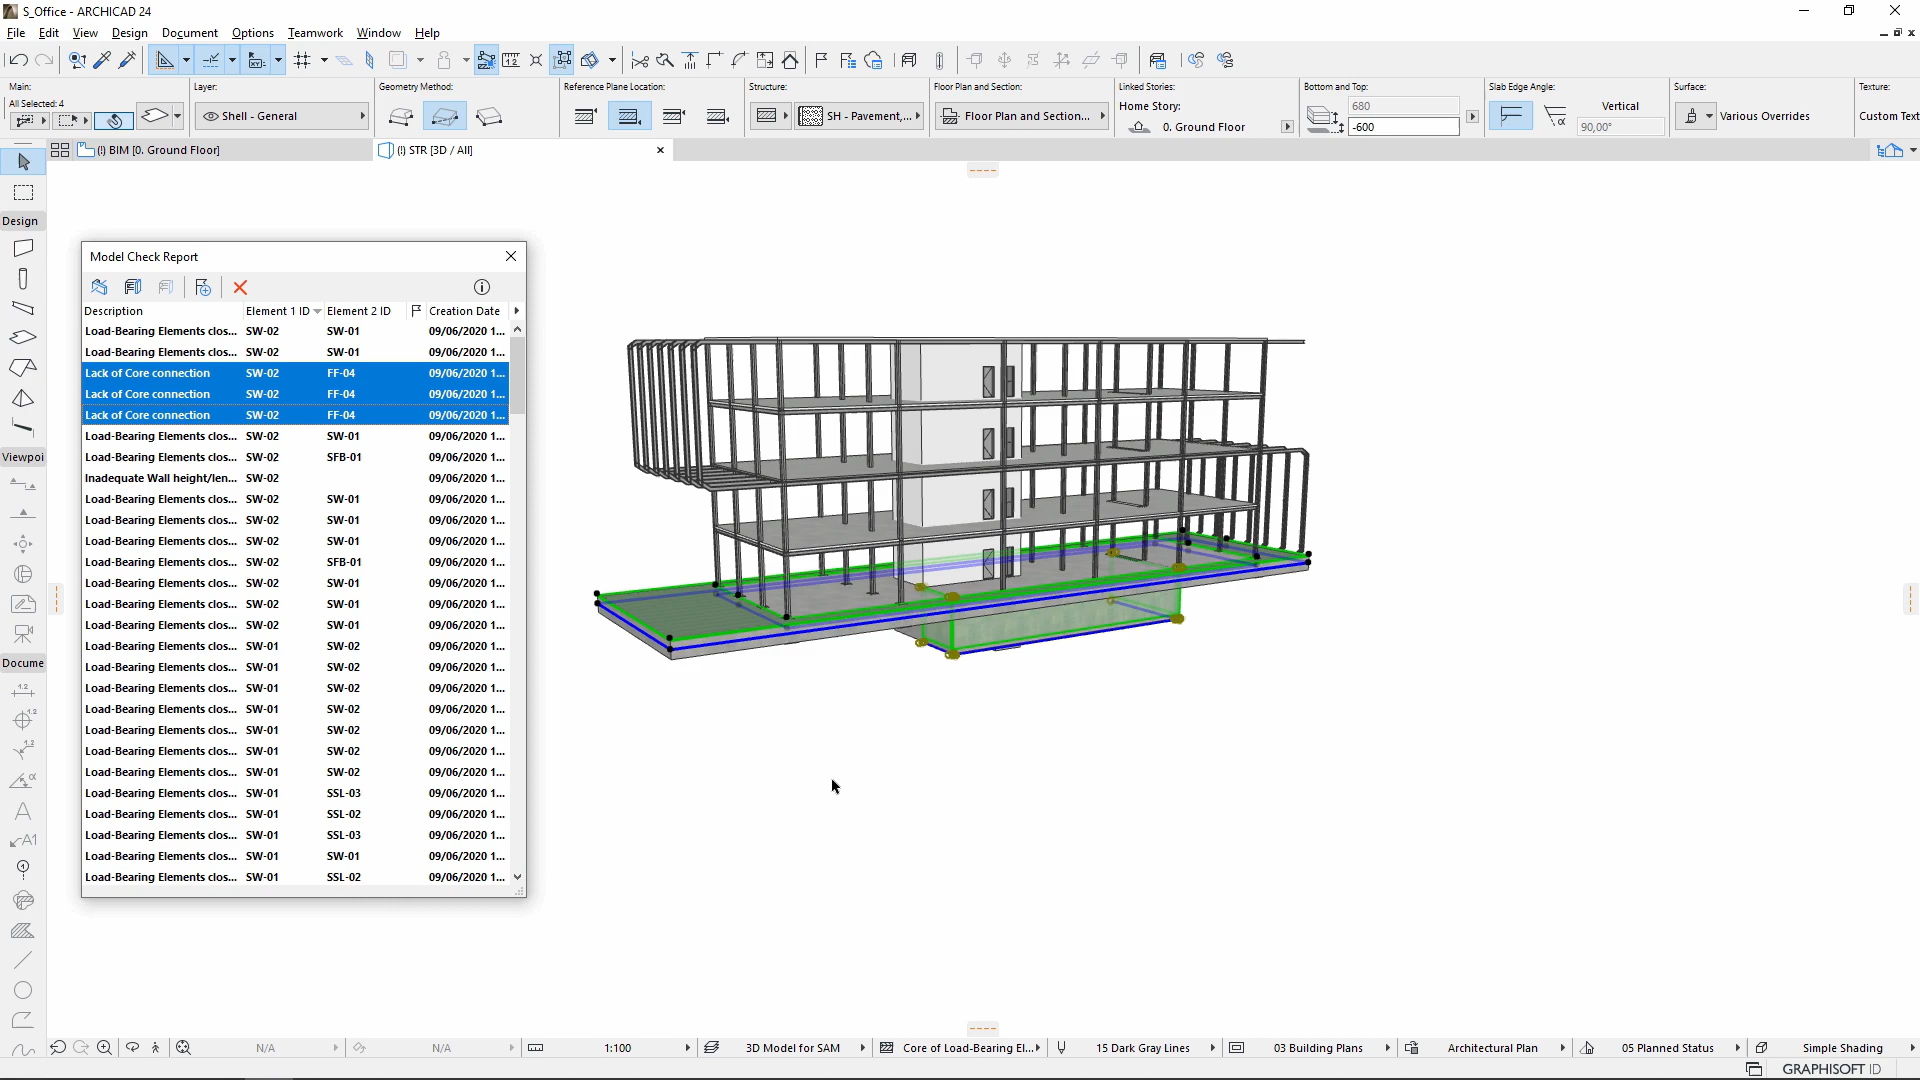 S_Office - ARCHICAD 24
File Edit View Design Document Options Teamwork Window Help
Main: Layer: Geometry Method: Reference Plane Location: Structure: Floor Plan and Section: Linked Stories: Bottom and Top: Slab Edge Angle: Surface: Texture:
All Selected: 4
Home Story:
680
Vertical
Shell - General
SH - Pavement,...
Floor Plan and Section...
0. Ground Floor
-600
90,00°
Various Overrides
Custom Text
(!) BIM [0. Ground Floor]
(!) STR [3D / All]
Design
Viewpoi
Docume
Model Check Report
Description Element 1 ID Element 2 ID Creation Date
Load-Bearing Elements clos... SW-02 SW-01 09/06/2020 1...
Load-Bearing Elements clos... SW-02 SW-01 09/06/2020 1...
Lack of Core connection SW-02 FF-04 09/06/2020 1...
Lack of Core connection SW-02 FF-04 09/06/2020 1...
Lack of Core connection SW-02 FF-04 09/06/2020 1...
Load-Bearing Elements clos... SW-02 SW-01 09/06/2020 1...
Load-Bearing Elements clos... SW-02 SFB-01 09/06/2020 1...
Inadequate Wall height/len... SW-02 09/06/2020 1...
Load-Bearing Elements clos... SW-02 SW-01 09/06/2020 1...
Load-Bearing Elements clos... SW-02 SW-01 09/06/2020 1...
Load-Bearing Elements clos... SW-02 SW-01 09/06/2020 1...
Load-Bearing Elements clos... SW-02 SFB-01 09/06/2020 1...
Load-Bearing Elements clos... SW-02 SW-01 09/06/2020 1...
Load-Bearing Elements clos... SW-02 SW-01 09/06/2020 1...
Load-Bearing Elements clos... SW-02 SW-01 09/06/2020 1...
Load-Bearing Elements clos... SW-01 SW-02 09/06/2020 1...
Load-Bearing Elements clos... SW-01 SW-02 09/06/2020 1...
Load-Bearing Elements clos... SW-01 SW-02 09/06/2020 1...
Load-Bearing Elements clos... SW-01 SW-02 09/06/2020 1...
Load-Bearing Elements clos... SW-01 SW-02 09/06/2020 1...
Load-Bearing Elements clos... SW-01 SW-02 09/06/2020 1...
Load-Bearing Elements clos... SW-01 SW-02 09/06/2020 1...
Load-Bearing Elements clos... SW-01 SSL-03 09/06/2020 1...
Load-Bearing Elements clos... SW-01 SSL-02 09/06/2020 1...
Load-Bearing Elements clos... SW-01 SSL-03 09/06/2020 1...
Load-Bearing Elements clos... SW-01 SW-01 09/06/2020 1...
Load-Bearing Elements clos... SW-01 SSL-02 09/06/2020 1...
N/A N/A 1:100 3D Model for SAM Core of Load-Bearing El... 15 Dark Gray Lines 03 Building Plans Architectural Plan 05 Planned Status Simple Shading
GRAPHISOFT ID